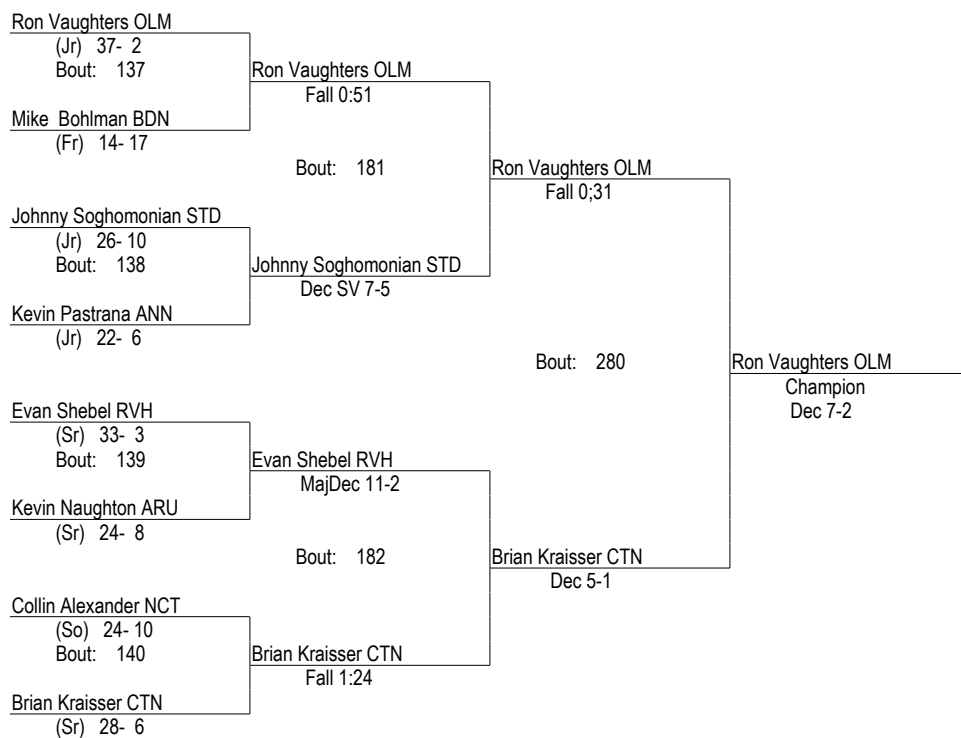 Ron Vaughters OLM
(Jr) 37- 2
Bout: 137
Mike  Bohlman BDN
(Fr) 14- 17
Ron Vaughters OLM
Fall 0:51
Bout: 181
Johnny Soghomonian STD
(Jr) 26- 10
Bout: 138
Kevin Pastrana ANN
(Jr) 22- 6
Johnny Soghomonian STD
Dec SV 7-5
Ron Vaughters OLM
Fall 0;31
Bout: 280
Evan Shebel RVH
(Sr) 33- 3
Bout: 139
Kevin Naughton ARU
(Sr) 24- 8
Evan Shebel RVH
MajDec 11-2
Bout: 182
Collin Alexander NCT
(So) 24- 10
Bout: 140
Brian Kraisser CTN
(Sr) 28- 6
Brian Kraisser CTN
Fall 1:24
Brian Kraisser CTN
Dec 5-1
Ron Vaughters OLM
Champion
Dec 7-2